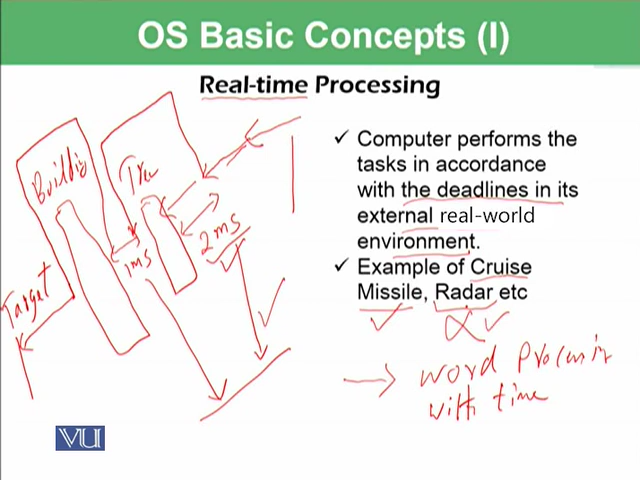 OS Basic Concepts (I)
Real-time Processing
✓ Computer performs the
tasks in accordance
with the deadlines in its
external real-world
environment.
✓ Example of Cruise
Missile, Radar etc
Building
Tree
Target
1ms
2ms
word Processing
with time
VU